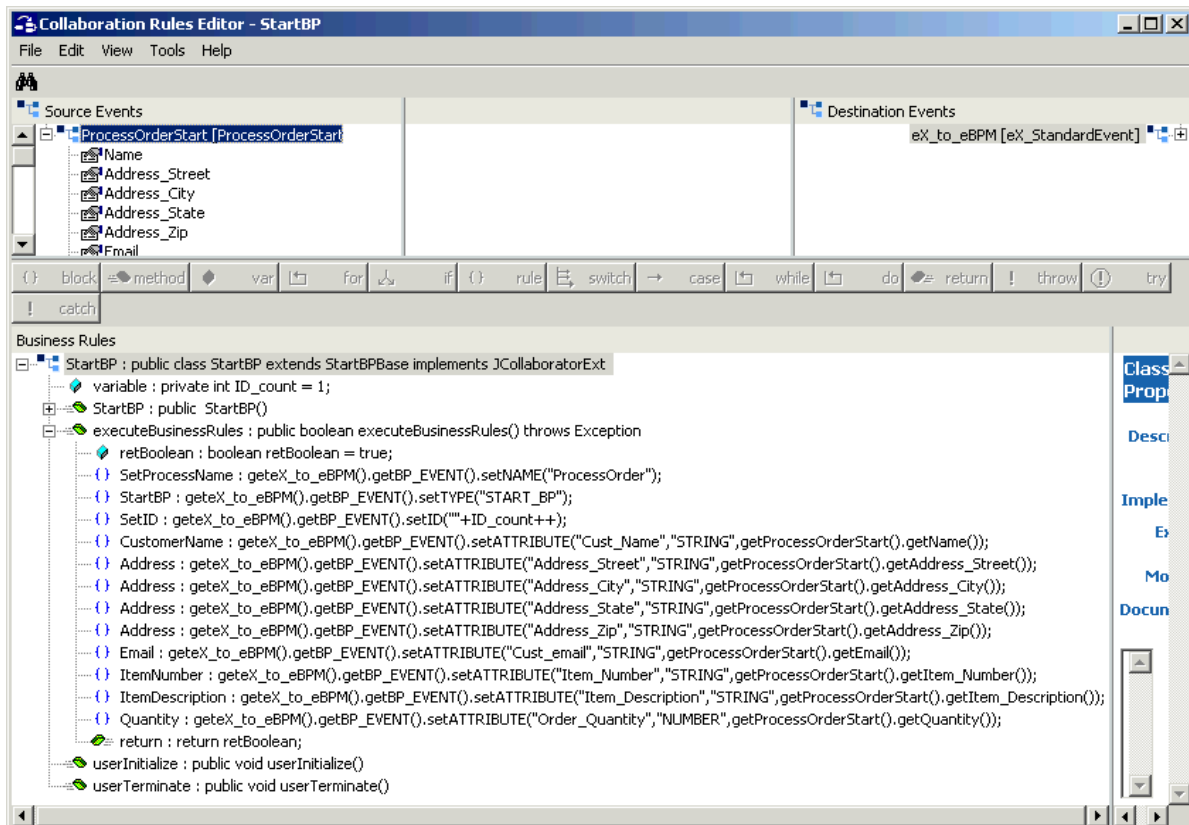 Collaboration Rules Editor - StartBP
File Edit View Tools Help
Source Events
Destination Events
ProcessOrderStart [ProcessOrderStart
eX_to_eBPM [eX_StandardEvent]
Name
Address_Street
Address_City
Address_State
Address_Zip
Email
{} block method var for if {} rule switch case while do return ! throw try
! catch
Business Rules
StartBP : public class StartBP extends StartBPBase implements JCollaboratorExt
variable : private int ID_count = 1;
StartBP : public StartBP()
executeBusinessRules : public boolean executeBusinessRules() throws Exception
retBoolean : boolean retBoolean = true;
{} SetProcessName : geteX_to_eBPM().getBP_EVENT().setNAME("ProcessOrder");
{} StartBP : geteX_to_eBPM().getBP_EVENT().setTYPE("START_BP");
{} SetID : geteX_to_eBPM().getBP_EVENT().setID(""+ID_count++);
{} CustomerName : geteX_to_eBPM().getBP_EVENT().setATTRIBUTE("Cust_Name","STRING",getProcessOrderStart().getName());
{} Address : geteX_to_eBPM().getBP_EVENT().setATTRIBUTE("Address_Street","STRING",getProcessOrderStart().getAddress_Street());
{} Address : geteX_to_eBPM().getBP_EVENT().setATTRIBUTE("Address_City","STRING",getProcessOrderStart().getAddress_City());
{} Address : geteX_to_eBPM().getBP_EVENT().setATTRIBUTE("Address_State","STRING",getProcessOrderStart().getAddress_State());
{} Address : geteX_to_eBPM().getBP_EVENT().setATTRIBUTE("Address_Zip","STRING",getProcessOrderStart().getAddress_Zip());
{} Email : geteX_to_eBPM().getBP_EVENT().setATTRIBUTE("Cust_email","STRING",getProcessOrderStart().getEmail());
{} ItemNumber : geteX_to_eBPM().getBP_EVENT().setATTRIBUTE("Item_Number","STRING",getProcessOrderStart().getItem_Number());
{} ItemDescription : geteX_to_eBPM().getBP_EVENT().setATTRIBUTE("Item_Description","STRING",getProcessOrderStart().getItem_Description());
{} Quantity : geteX_to_eBPM().getBP_EVENT().setATTRIBUTE("Order_Quantity","NUMBER",getProcessOrderStart().getQuantity());
return : return retBoolean;
userInitialize : public void userInitialize()
userTerminate : public void userTerminate()
Class
Prop
Descr
Imple
Ex
Mo
Docun